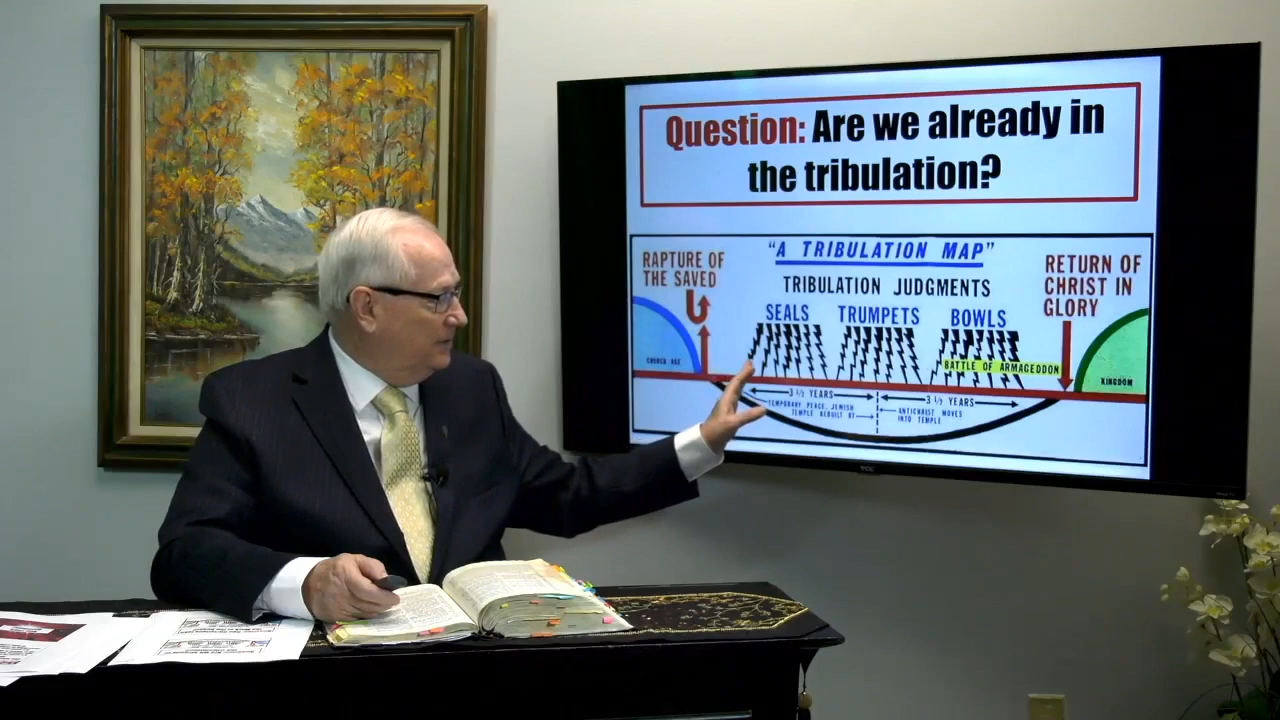 Question: Are we already in
the tribulation?
"A TRIBULATION MAP"
RAPTURE OF
THE SAVED
TRIBULATION JUDGMENTS
RETURN OF
CHRIST IN
GLORY
SEALS TRUMPETS BOWLS
CHURCH AGE
BATTLE OF ARMAGEDDON
KINGDOM
3 1/2 YEARS 3 1/2 YEARS
TEMPORARY PEACE, JEWISH
TEMPLE REBUILT BY
ANTICHRIST MOVES
INTO TEMPLE
TCL